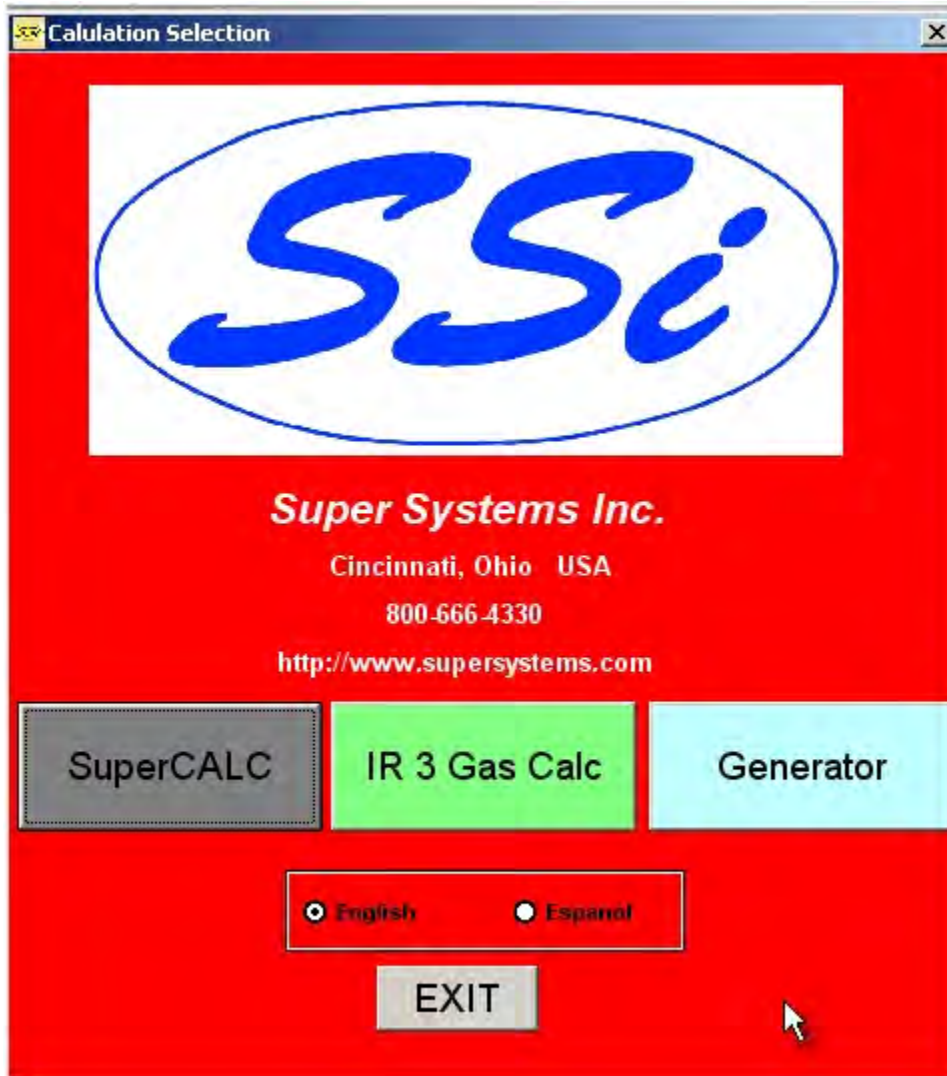 Calulation Selection
SSi
Super Systems Inc.
Cincinnati, Ohio USA
800-666-4330
http://www.supersystems.com
SuperCALC IR 3 Gas Calc Generator
English Espanol
EXIT